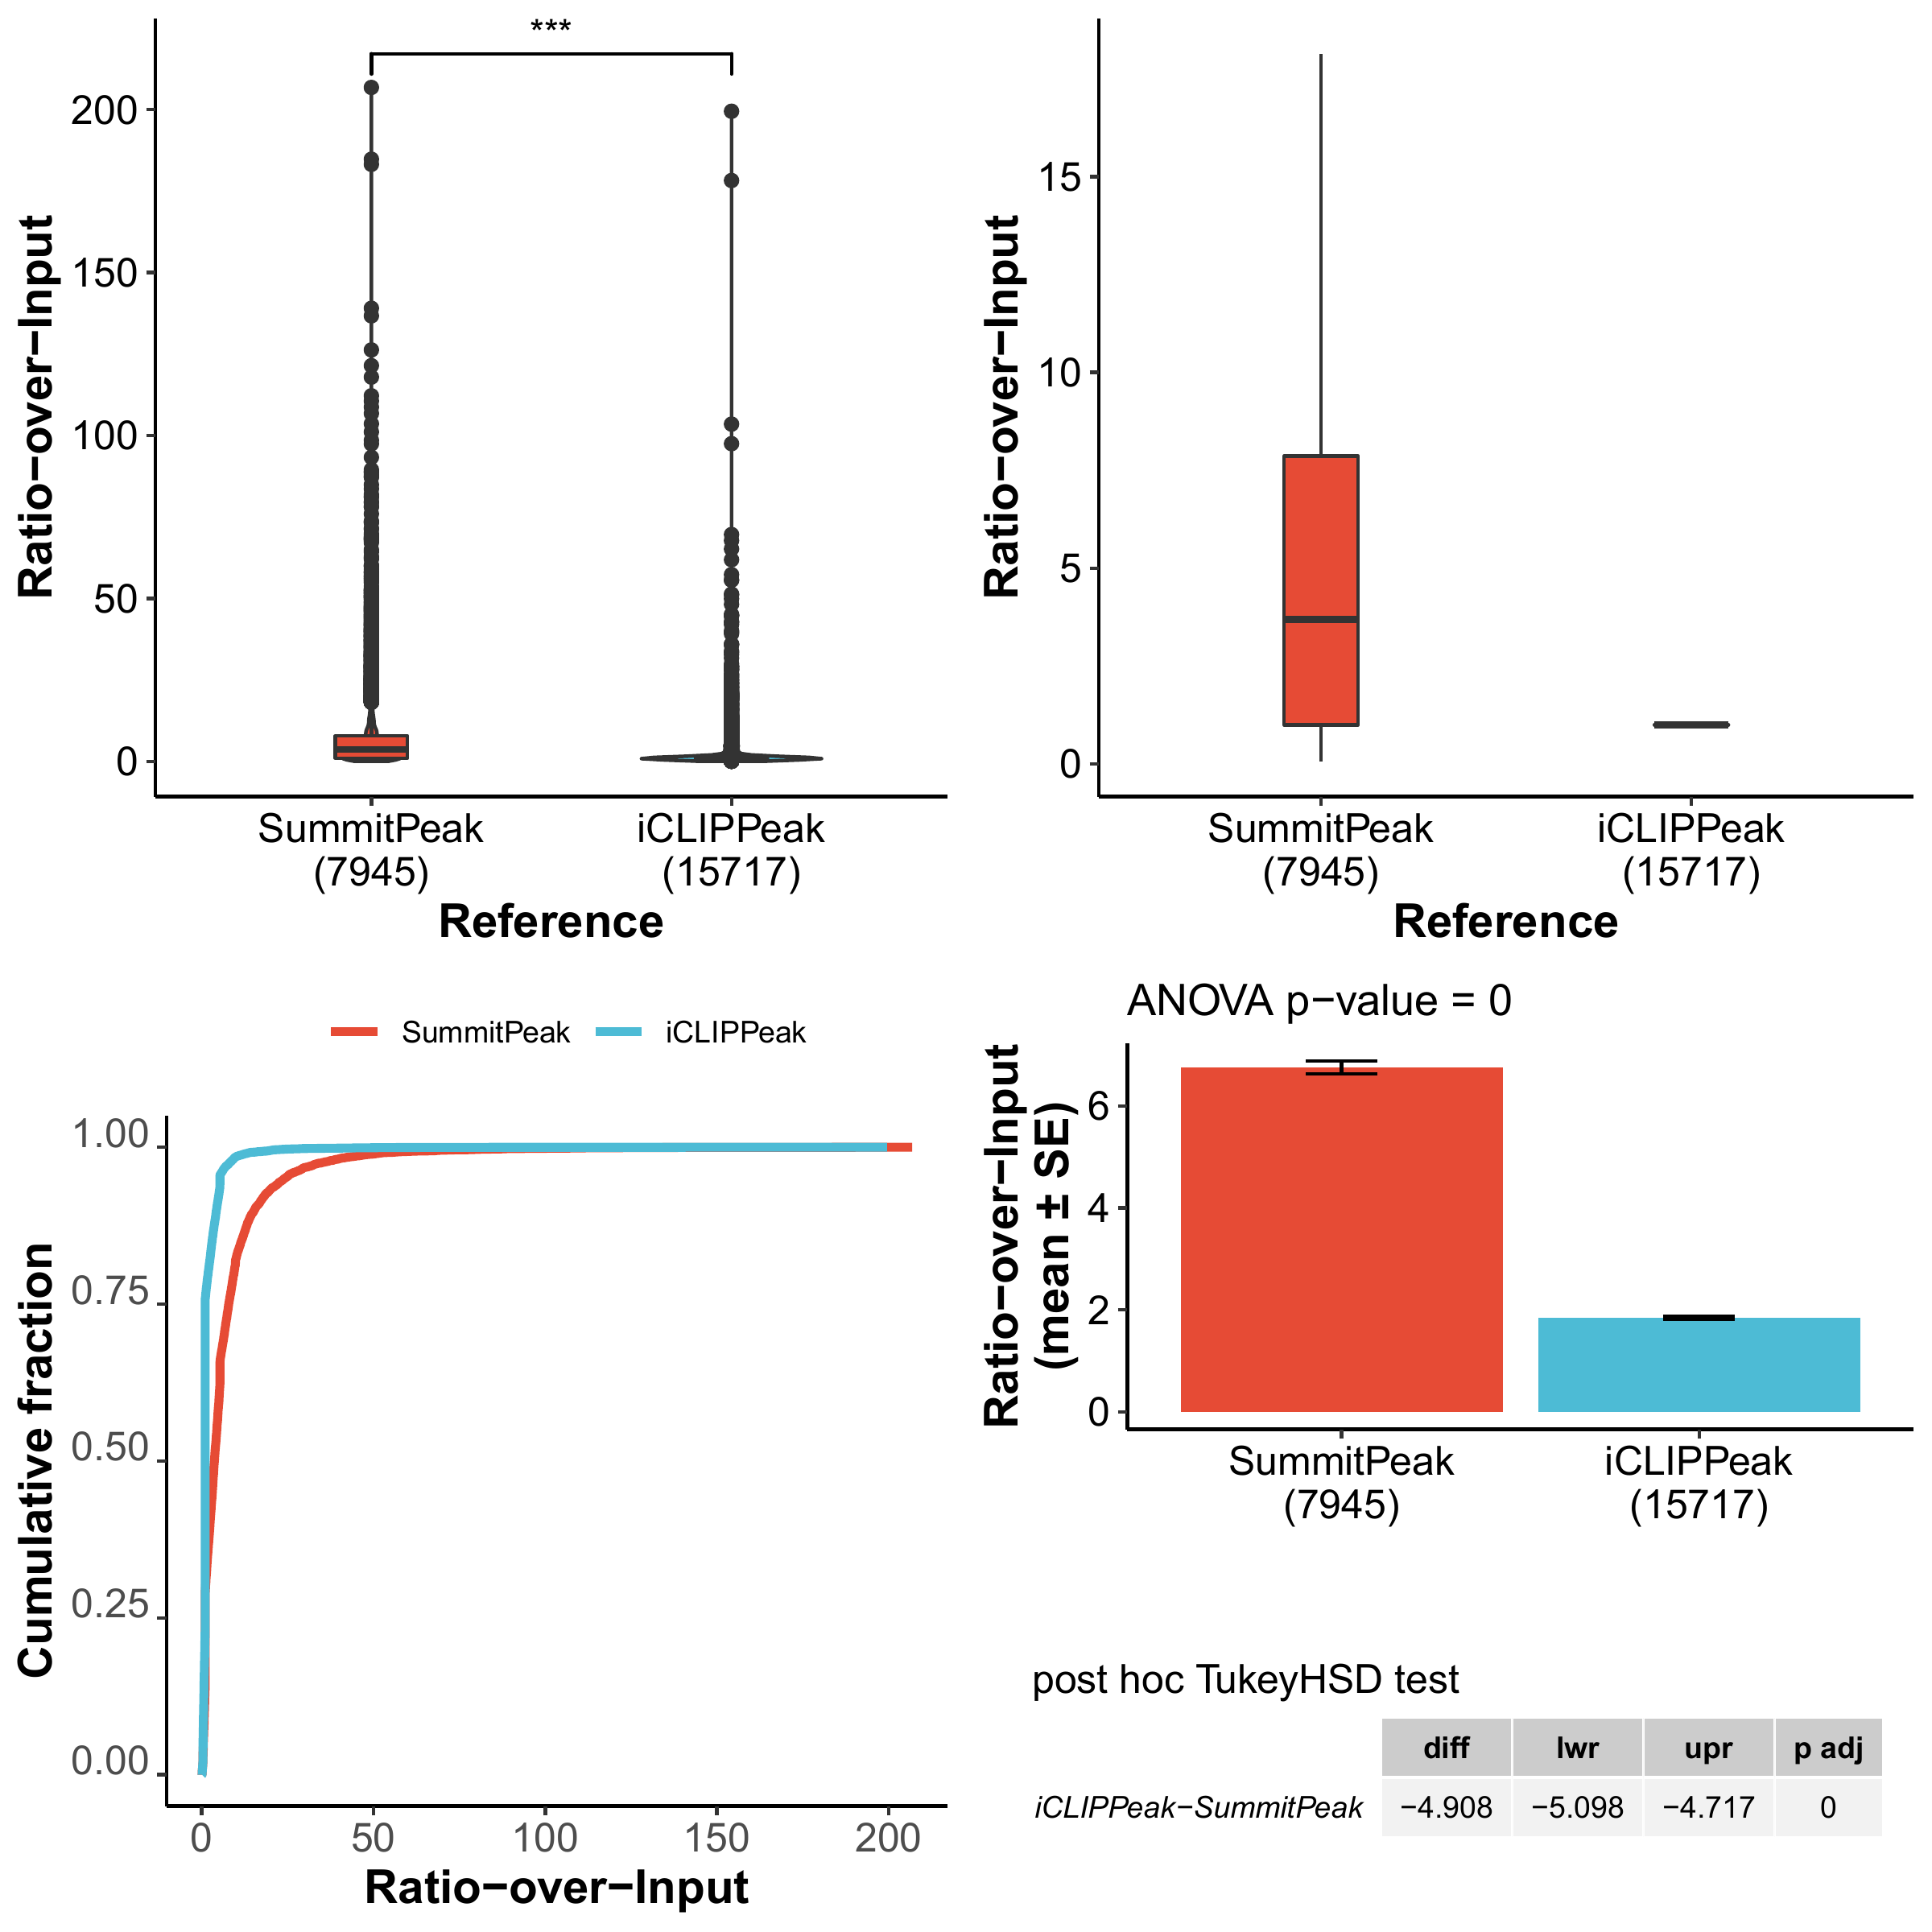 ***
Ratio−over−Input
200
150
100
50
0
SummitPeak
(7945)
iCLIPPeak
(15717)
Reference
Ratio−over−Input
15
10
5
0
SummitPeak
(7945)
iCLIPPeak
(15717)
Reference
SummitPeak iCLIPPeak
Cumulative fraction
1.00
0.75
0.50
0.25
0.00
0 50 100 150 200
Ratio−over−Input
ANOVA p−value = 0
Ratio−over−Input
(mean ± SE)
6
4
2
0
SummitPeak
(7945)
iCLIPPeak
(15717)
post hoc TukeyHSD test
diff lwr upr p adj
iCLIPPeak−SummitPeak −4.908 −5.098 −4.717 0